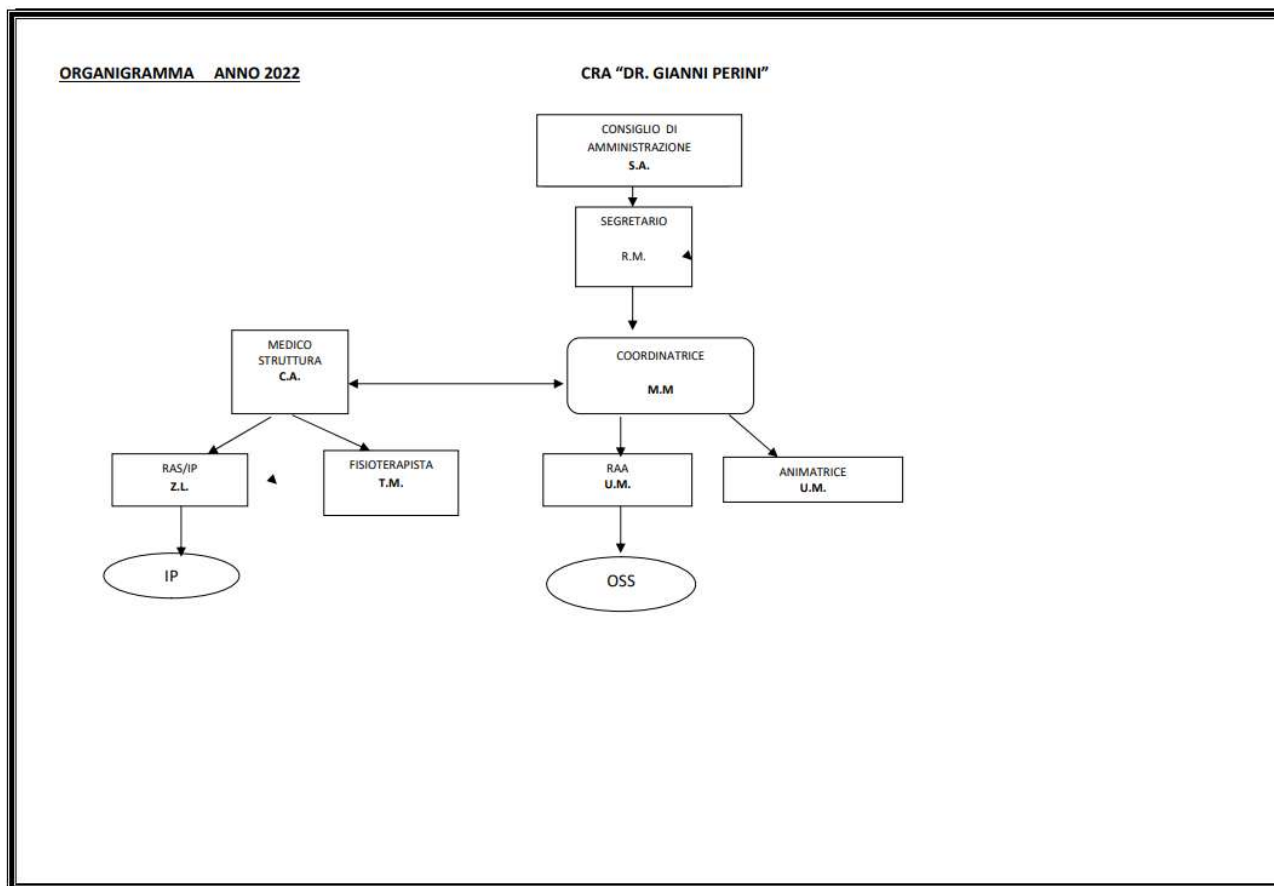 ORGANIGRAMMA ANNO 2022 CRA “DR. GIANNI PERINI”
CONSIGLIO DI
AMMINISTRAZIONE
S.A.
SEGRETARIO
R.M.
MEDICO
STRUTTURA
C.A.
COORDINATRICE
M.M
RAS/IP
Z.L.
FISIOTERAPISTA
T.M.
RAA
U.M.
ANIMATRICE
U.M.
IP
OSS